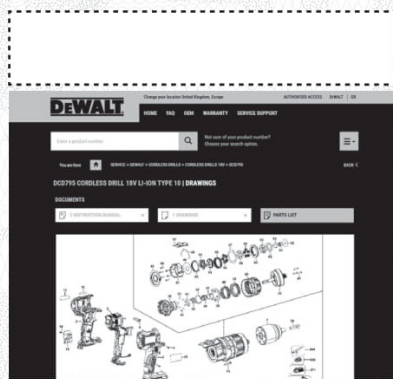 Change your location United Kingdom, Europe
AUTHORISED ACCESS DEWALT | GB
DEWALT
HOME FAQ OEM WARRANTY SERVICE SUPPORT
Enter a product number
Not sure of your product number?
Choose your search option.
You are here SERVICE > DEWALT > CORDLESS DRILLS > CORDLESS DRILLS 18V > DCD795
BACK <
DCD795 CORDLESS DRILL 18V LI-ION TYPE 10 | DRAWINGS
DOCUMENTS
2 INSTRUCTION MANUAL
1 DRAWINGS
PARTS LIST